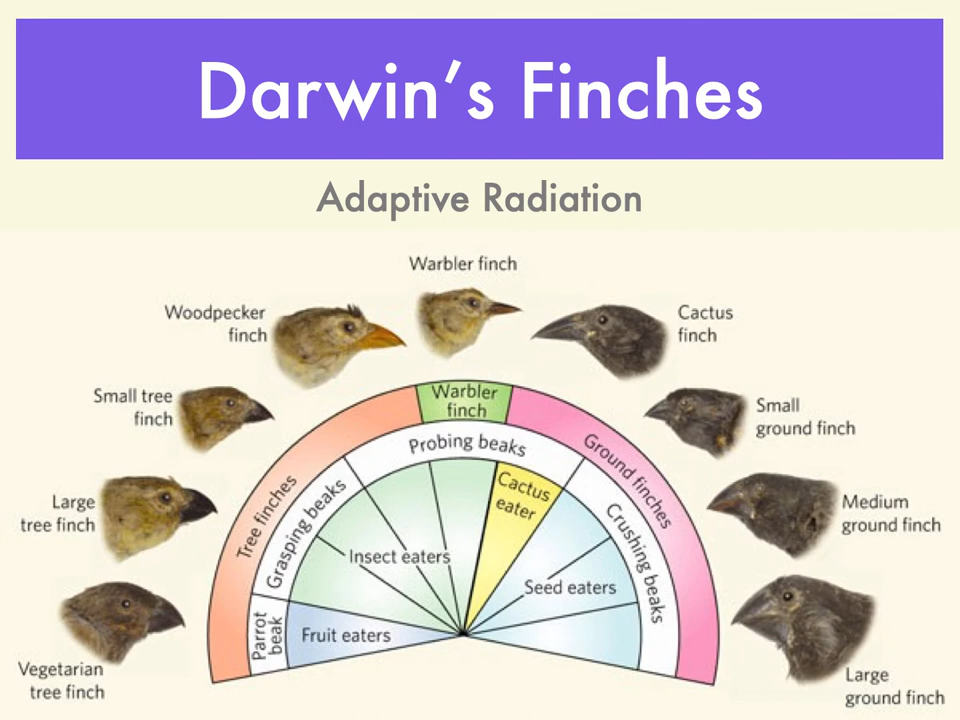 Darwin’s Finches
Adaptive Radiation
Warbler finch
Woodpecker
finch
Cactus
finch
Small tree
finch
Small
ground finch
Large
tree finch
Medium
ground finch
Vegetarian
tree finch
Large
ground finch
Warbler
finch
Tree finches
Ground finches
Probing beaks
Grasping beaks
Crushing beaks
Parrot
beak
Cactus
eater
Insect eaters
Seed eaters
Fruit eaters